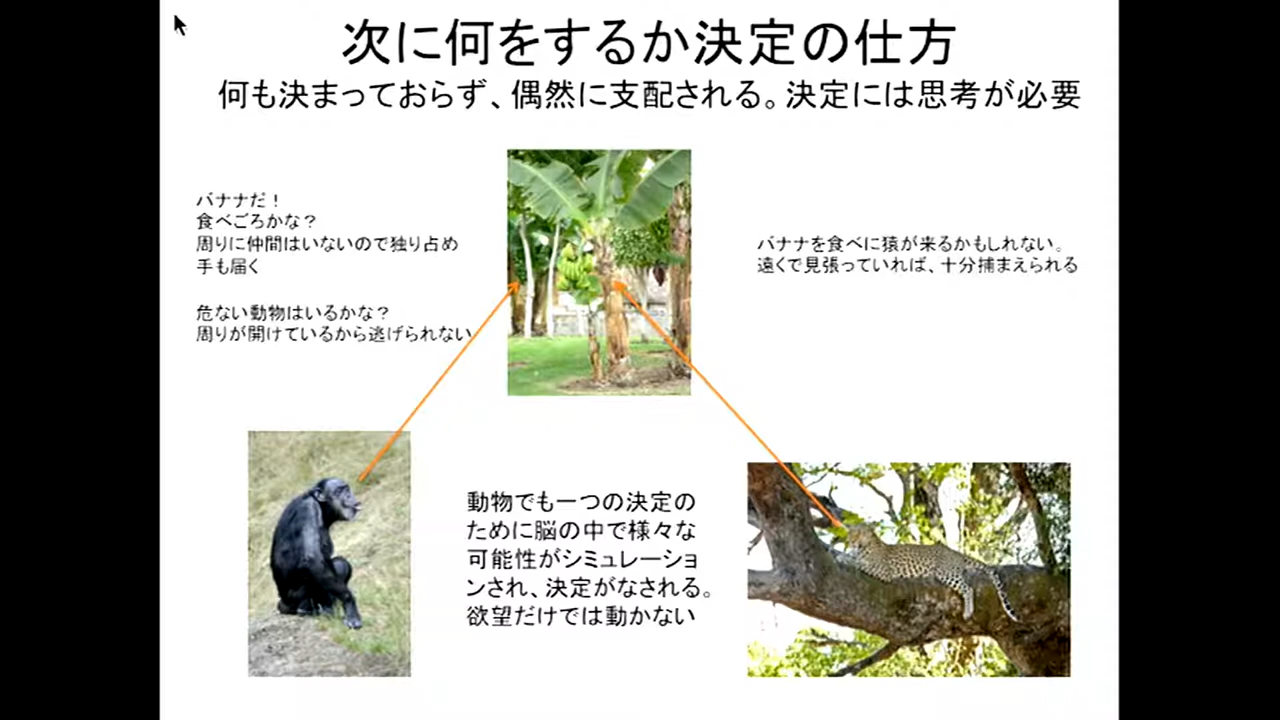 次に何をするか決定の仕方
何も決まっておらず、偶然に支配される。決定には思考が必要
バナナだ！
食べごろかな？
周りに仲間はいないので独り占め
手も届く
危ない動物はいるかな？
周りが開けているから逃げられない
バナナを食べに猿が来るかもしれない。
遠くで見張っていれば、十分捕まえられる
動物でも一つの決定の
ために脳の中で様々な
可能性がシミュレーショ
ンされ、決定がなされる。
欲望だけでは動かない